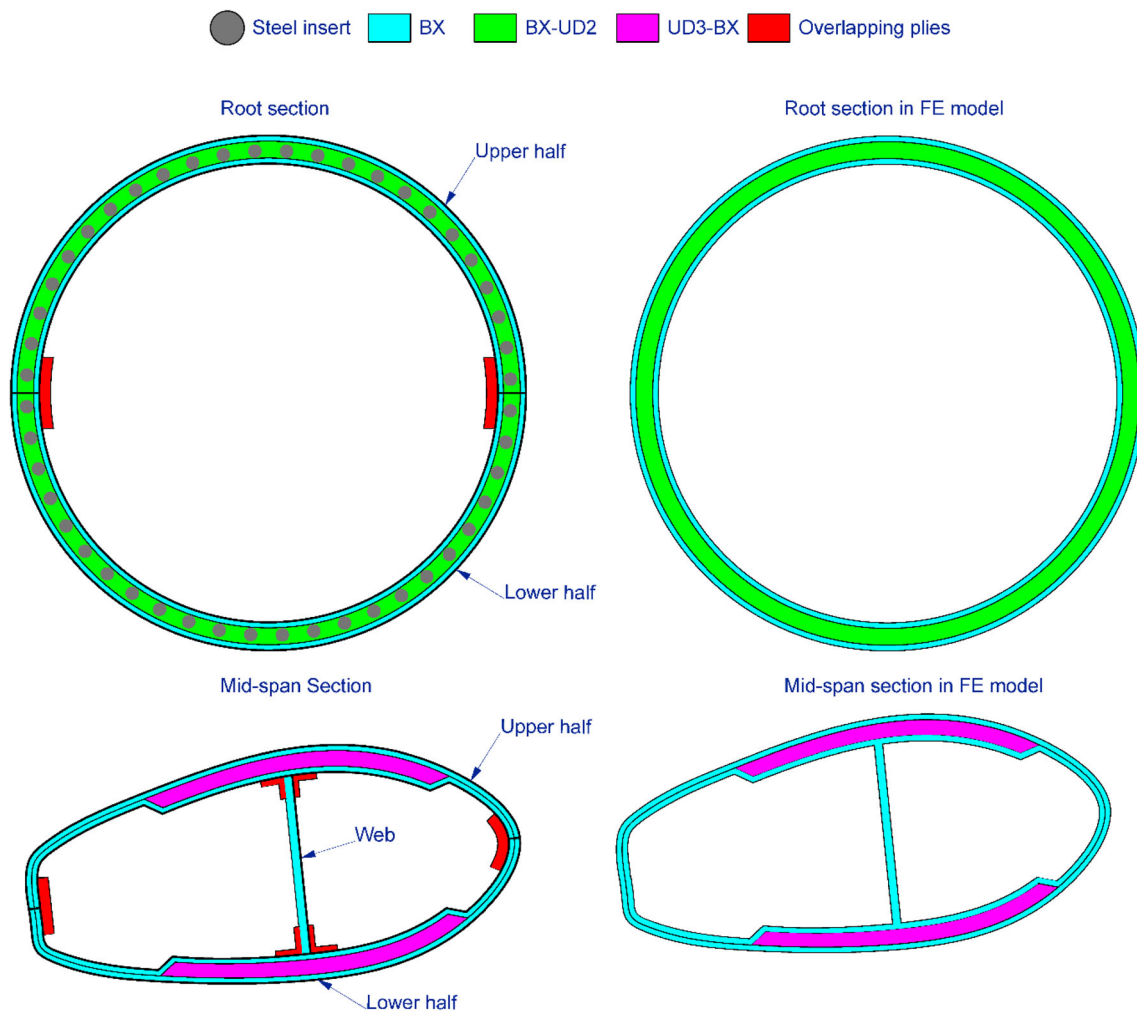 Steel insert BX BX-UD2 UD3-BX Overlapping plies
Root section
Root section in FE model
Upper half
Lower half
Mid-span Section
Mid-span section in FE model
Upper half
Web
Lower half